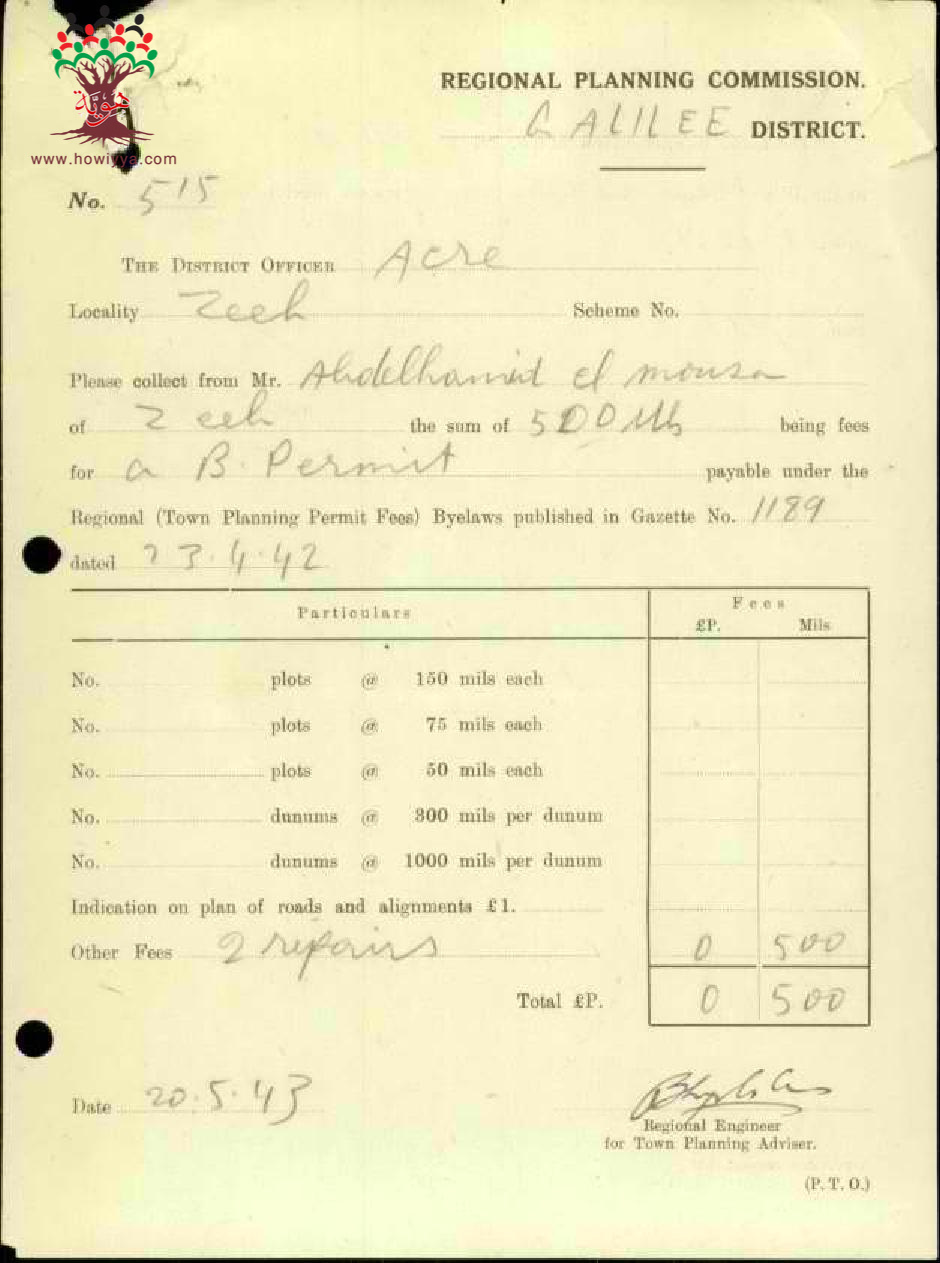 هوية
www.howiyya.com
REGIONAL PLANNING COMMISSION.
GALILEE DISTRICT.
No. 515
THE DISTRICT OFFICER Acre
Locality Zeeb Scheme No.
Please collect from Mr. Abdelhamid el mousa
of Zeeb the sum of 500 Mls being fees
for a B. Permit payable under the
Regional (Town Planning Permit Fees) Byelaws published in Gazette No. 1189
dated 23.4.42
Particulars Fees
£P. Mils
No. plots @ 150 mils each
No. plots @ 75 mils each
No. plots @ 50 mils each
No. dunums @ 300 mils per dunum
No. dunums @ 1000 mils per dunum
Indication on plan of roads and alignments £1.
Other Fees 2 repairs 0 500
Total £P. 0 500
Date 20.5.43
Regional Engineer
for Town Planning Adviser.
(P. T. O.)